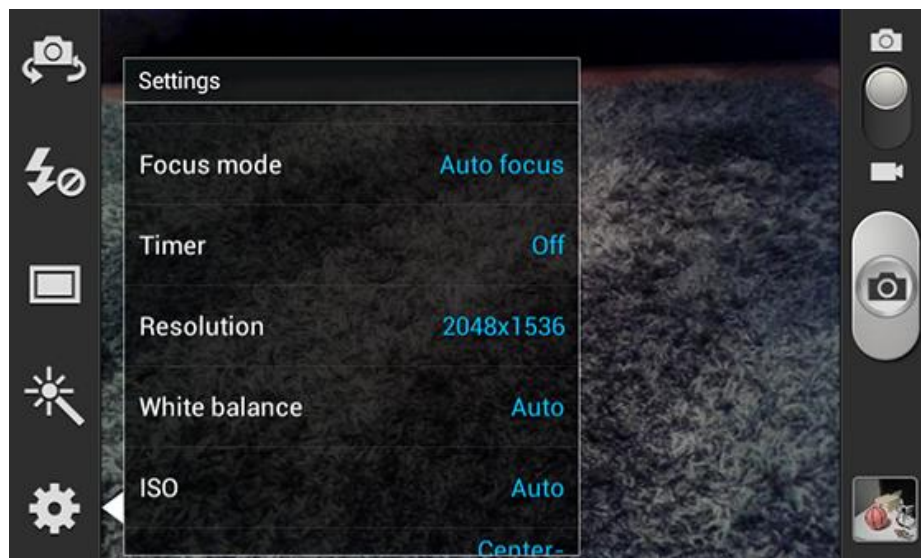 Settings
Focus mode Auto focus
Timer Off
Resolution 2048x1536
White balance Auto
ISO Auto
Center-